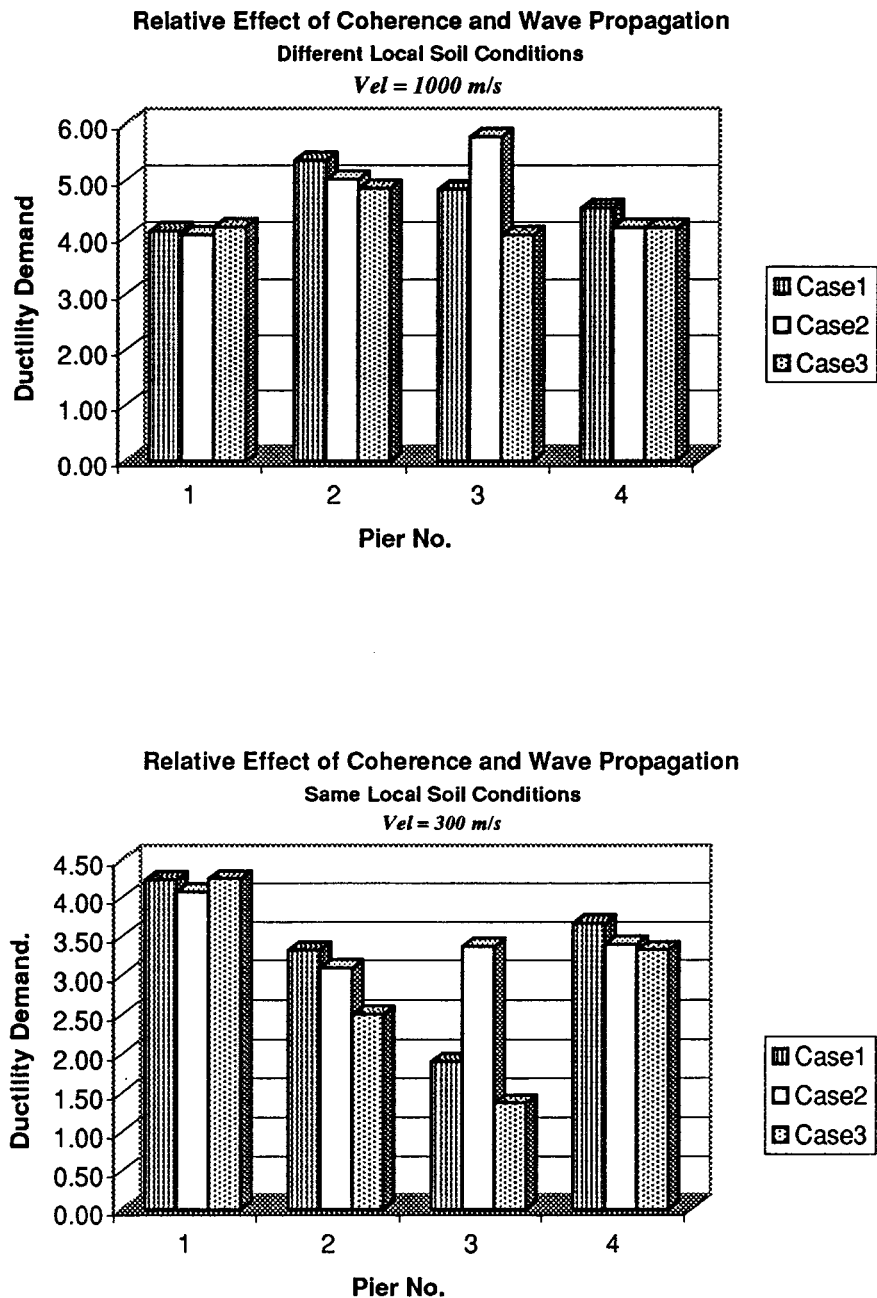 Relative Effect of Coherence and Wave Propagation
Different Local Soil Conditions
Vel = 1000 m/s
6.00
5.00
4.00
3.00
2.00
1.00
0.00
Ductility Demand
1
2
3
4
Pier No.
Case1
Case2
Case3
Relative Effect of Coherence and Wave Propagation
Same Local Soil Conditions
Vel = 300 m/s
4.50
4.00
3.50
3.00
2.50
2.00
1.50
1.00
0.50
0.00
Ductility Demand.
1
2
3
4
Pier No.
Case1
Case2
Case3